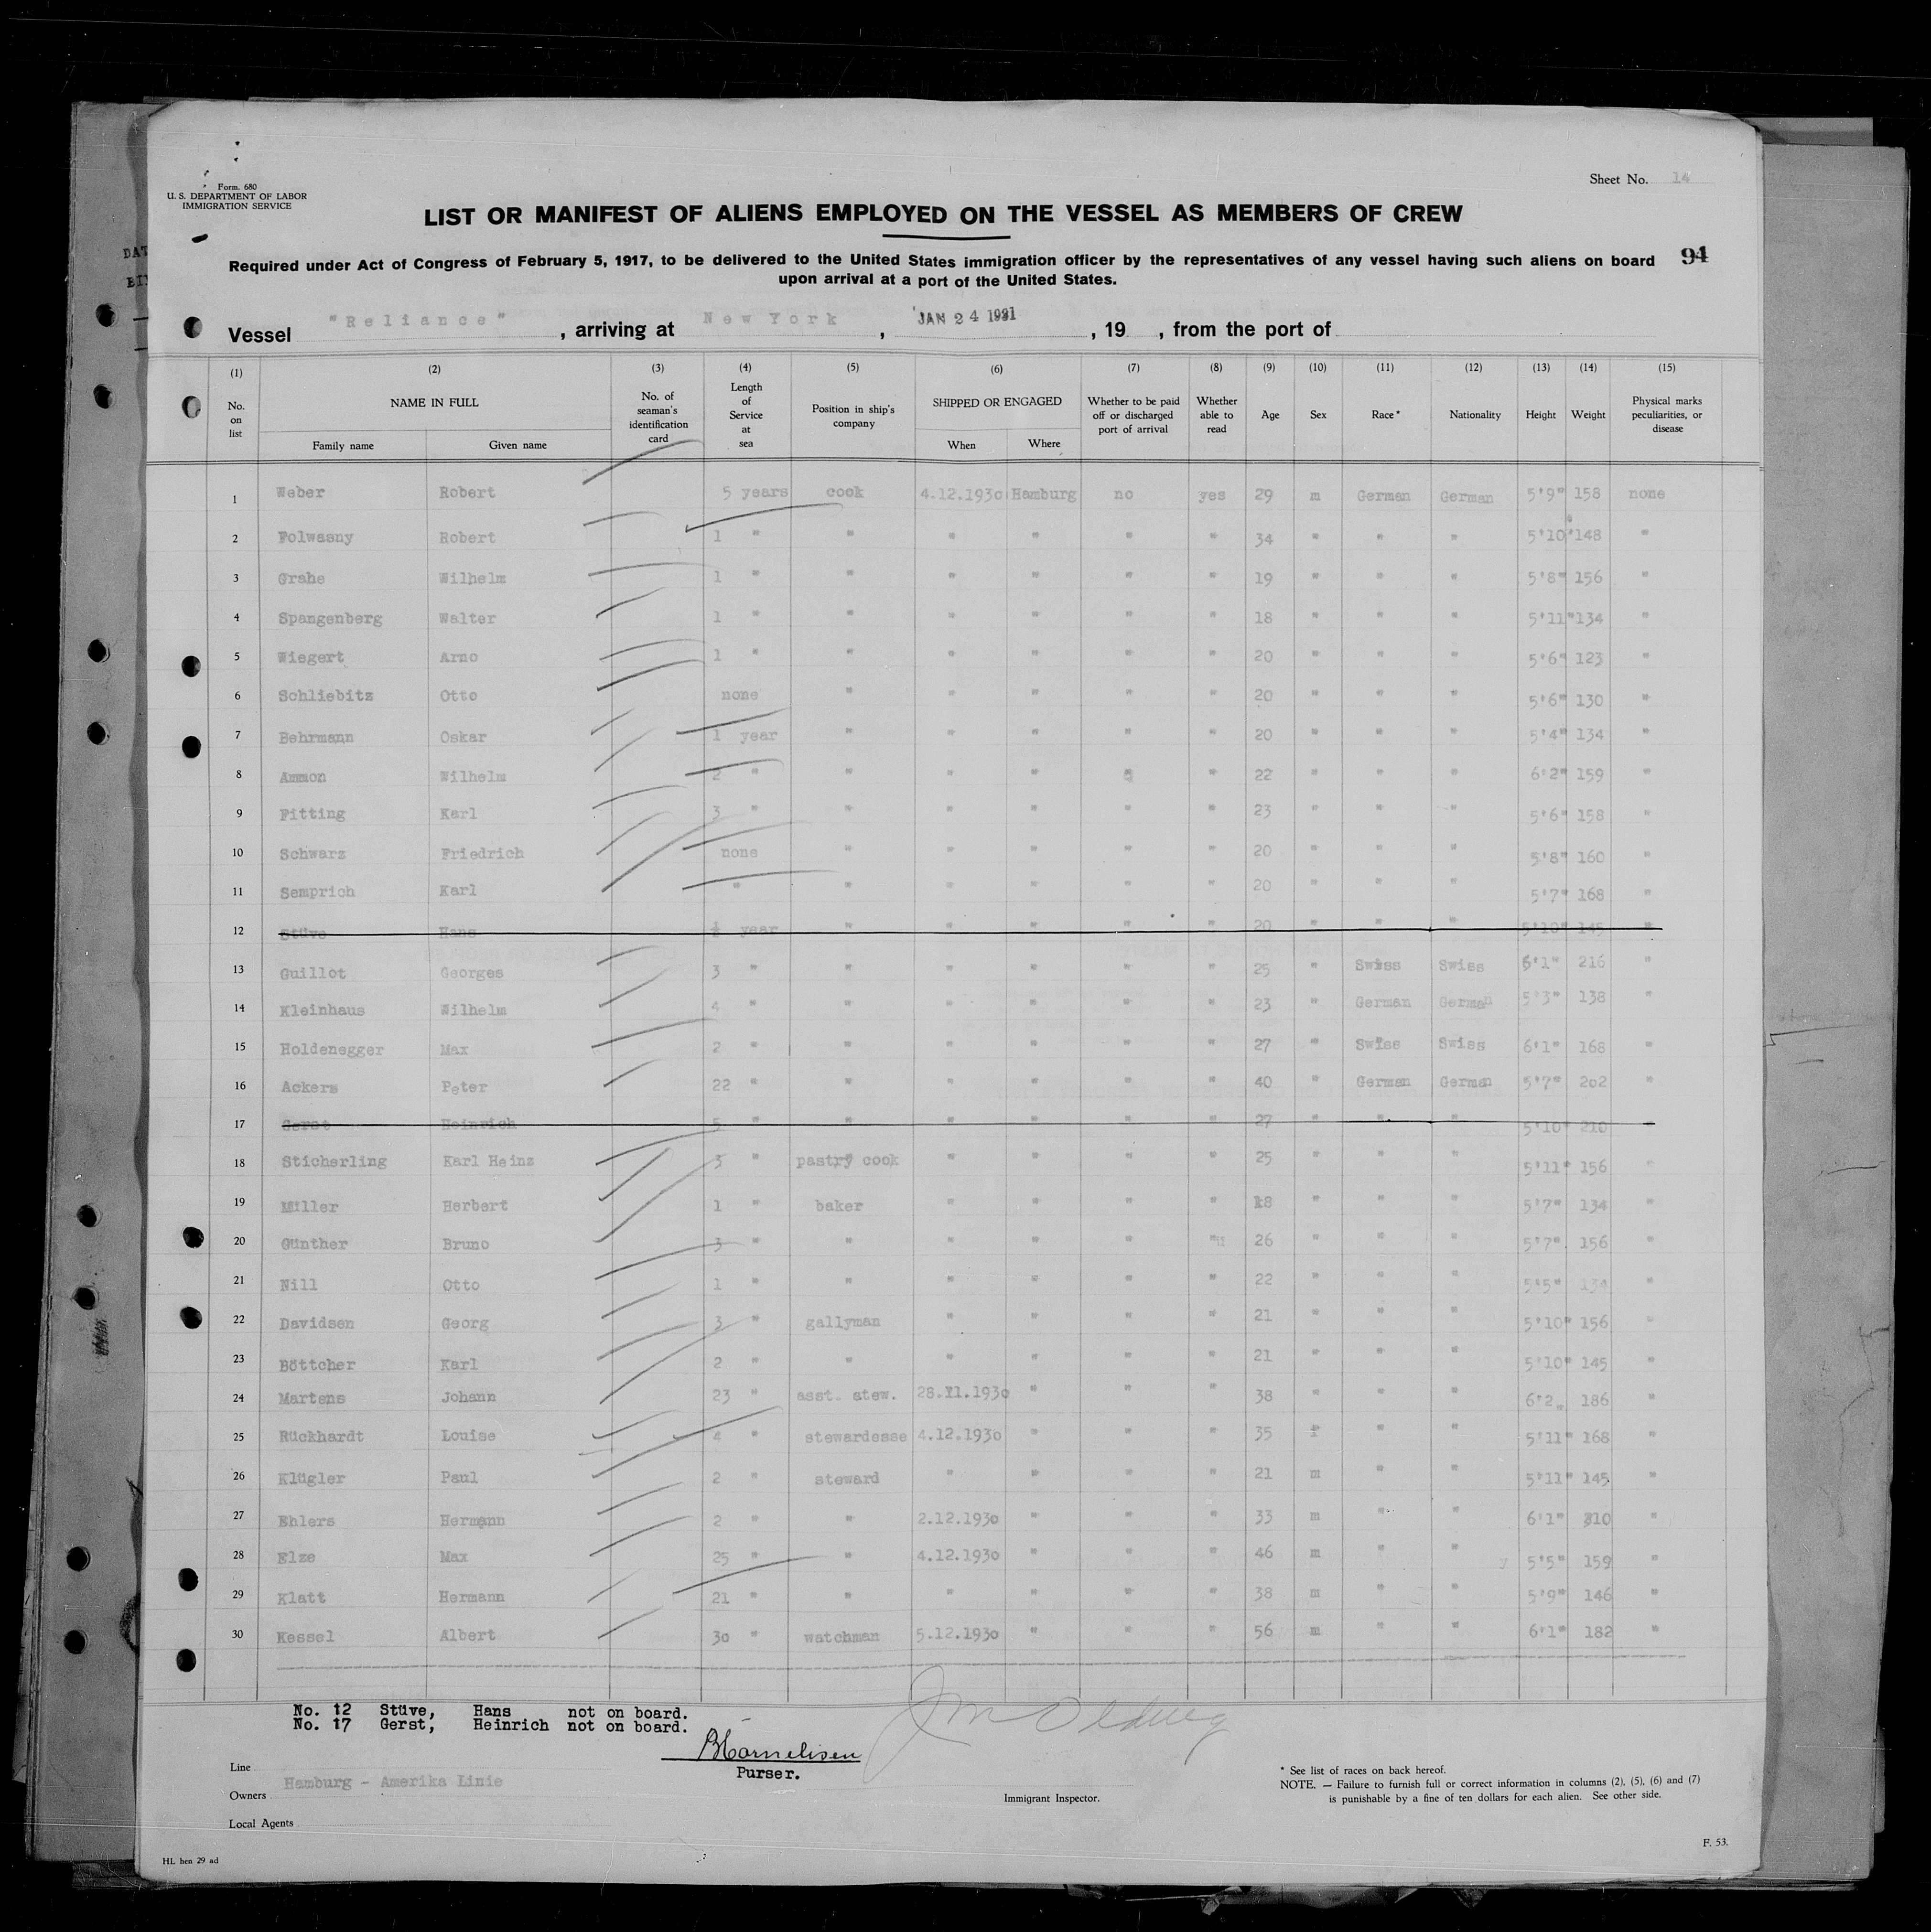 Form. 680
U. S. DEPARTMENT OF LABOR
IMMIGRATION SERVICE
Sheet No. 14
LIST OR MANIFEST OF ALIENS EMPLOYED ON THE VESSEL AS MEMBERS OF CREW
94
Required under Act of Congress of February 5, 1917, to be delivered to the United States immigration officer by the representatives of any vessel having such aliens on board
upon arrival at a port of the United States.
Vessel "Reliance", arriving at New York, JAN 24 1931, 19 , from the port of
(1) (2) (3) (4) (5) (6) (7) (8) (9) (10) (11) (12) (13) (14) (15)
No. on list NAME IN FULL Family name Given name No. of seaman's identification card Length of Service at sea Position in ship's company SHIPPED OR ENGAGED When Where Whether to be paid off or discharged port of arrival Whether able to read Age Sex Race* Nationality Height Weight Physical marks peculiarities, or disease
1 Weber Robert 5 years cook 4.12.1930 Hamburg no yes 29 m German German 5'9" 158 none
2 Folwasny Robert 1 " " " " " " 34 " " " 5'10" 148 "
3 Grahe Wilhelm 1 " " " " " " 19 " " " 5'8" 156 "
4 Spangenberg Walter 1 " " " " " " 18 " " " 5'11" 134 "
5 Wiegert Arno 1 " " " " " " 20 " " " 5'6" 123 "
6 Schliebitz Otto none " " " " " 20 " " " 5'6" 130 "
7 Behrmann Oskar 1 year " " " " " 20 " " " 5'4" 134 "
8 Ammon Wilhelm 2 " " " " " " 22 " " " 6'2" 159 "
9 Fitting Karl 3 " " " " " " 23 " " " 5'6" 158 "
10 Schwarz Friedrich none " " " " " 20 " " " 5'8" 160 "
11 Semprich Karl " " " " " " 20 " " " 5'7" 168 "
12 Stüve Hans year " " " " " 20 " " " 5'10" 145 "
13 Guillot Georges 3 " " " " " " 25 " Swiss Swiss 6'1" 216 "
14 Kleinhaus Wilhelm 4 " " " " " " 23 " German German 5'3" 138 "
15 Holdenegger Max 2 " " " " " " 27 " Swiss Swiss 6'1" 168 "
16 Ackers Peter 22 " " " " " " 40 " German German 5'7" 202 "
17 Gerst Heinrich 5 " " " " " " 27 " " " 5'10" 210 "
18 Sticherling Karl Heinz 3 " pastry cook " " " " 25 " " " 5'11" 156 "
19 Miller Herbert 1 " baker " " " " 18 " " " 5'7" 134 "
20 Günther Bruno 3 " " " " " " 26 " " " 5'7" 156 "
21 Nill Otto 1 " " " " " " 22 " " " 5'5" 134 "
22 Davidsen Georg 3 " gallyman " " " " 21 " " " 5'10" 156 "
23 Böttcher Karl 2 " " " " " " 21 " " " 5'10" 145 "
24 Martens Johann 23 " asst. stew. 28.11.1930 " " " 38 " " " 6'2" 186 "
25 Rückhardt Louise 4 " stewardesse 4.12.1930 " " " 35 f " " 5'11" 168 "
26 Klügler Paul 2 " steward " " " " 21 m " " 5'11" 145 "
27 Ehlers Hermann 2 " " 2.12.1930 " " " 33 m " " 6'1" 210 "
28 Elze Max 25 " " 4.12.1930 " " " 46 m " " 5'5" 159 "
29 Klatt Hermann 21 " " " " " " 38 m " " 5'9" 146 "
30 Kessel Albert 30 " watchman 5.12.1930 " " " 56 m " " 6'1" 182 "
No. 12 Stüve, Hans not on board.
No. 17 Gerst, Heinrich not on board.
BCornelisen
Purser.
Line
Owners Hamburg - Amerika Linie
Local Agents
Immigrant Inspector.
* See list of races on back hereof.
NOTE. — Failure to furnish full or correct information in columns (2), (5), (6) and (7)
is punishable by a fine of ten dollars for each alien. See other side.
F. 53.
HL hen 29 ad